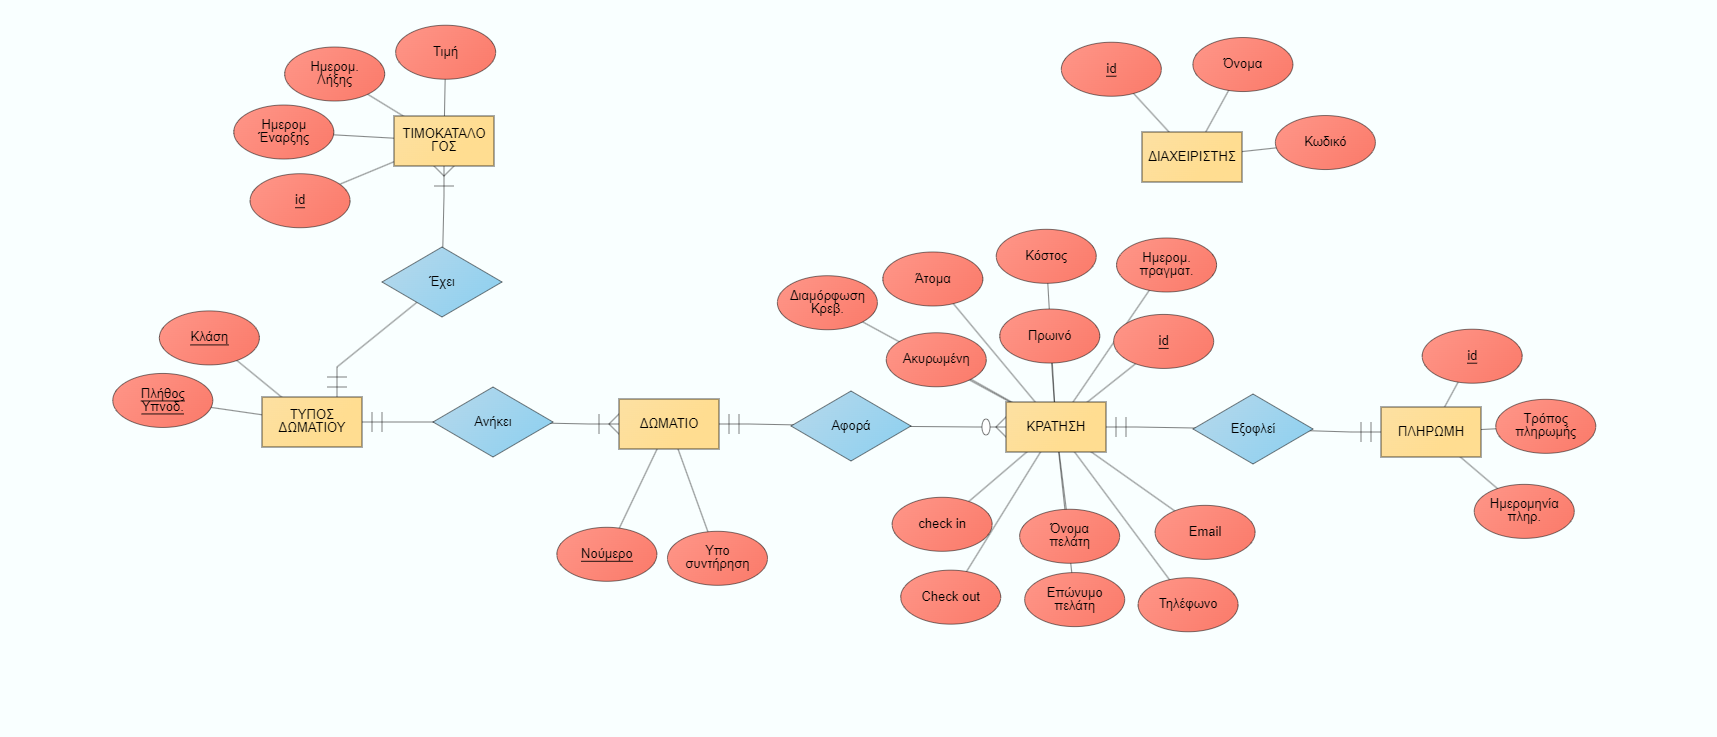 Τιμή
Ημερομ.
Λήξης
Ημερομ
Έναρξης
id
ΤΙΜΟΚΑΤΑΛΟ
ΓΟΣ
id
Όνομα
Κωδικό
ΔΙΑΧΕΙΡΙΣΤΗΣ
Έχει
Κλάση
Πλήθος
Υπνοδ.
ΤΥΠΟΣ
ΔΩΜΑΤΙΟΥ
Ανήκει
ΔΩΜΑΤΙΟ
Νούμερο
Υπο
συντήρηση
Αφορά
Διαμόρφωση
Κρεβ.
Άτομα
Κόστος
Ημερομ.
πραγματ.
Ακυρωμένη
Πρωινό
id
ΚΡΑΤΗΣΗ
check in
Check out
Όνομα
πελάτη
Επώνυμο
πελάτη
Email
Τηλέφωνο
Εξοφλεί
ΠΛΗΡΩΜΗ
id
Τρόπος
πληρωμής
Ημερομηνία
πληρ.